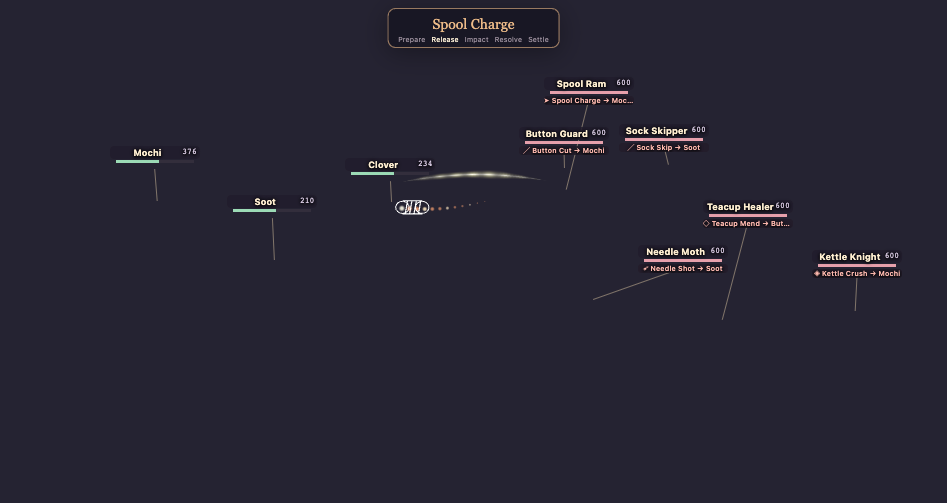 Spool Charge
Prepare Release Impact Resolve Settle
Spool Ram 600
➤ Spool Charge → Moc…
Button Guard 600
⟋ Button Cut → Mochi
Sock Skipper 600
⟋ Sock Skip → Soot
Mochi 376
Clover 234
Soot 210
Teacup Healer 600
◇ Teacup Mend → But…
Needle Moth 600
➶ Needle Shot → Soot
Kettle Knight 600
◈ Kettle Crush → Mochi